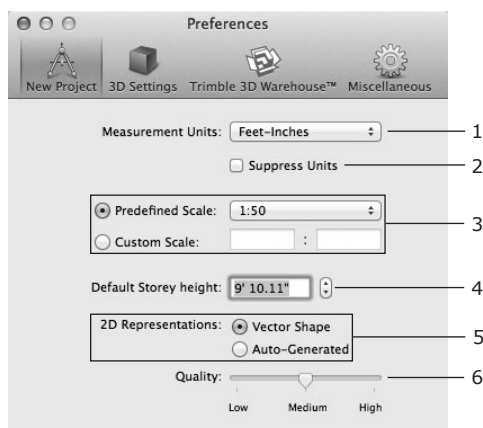 Preferences
New Project 3D Settings Trimble 3D Warehouse™ Miscellaneous
Measurement Units: Feet-Inches 1
Suppress Units 2
Predefined Scale: 1:50
3
Custom Scale: :
Default Storey height: 9' 10.11" 4
2D Representations: Vector Shape
5
Auto-Generated
Quality: 6
Low Medium High